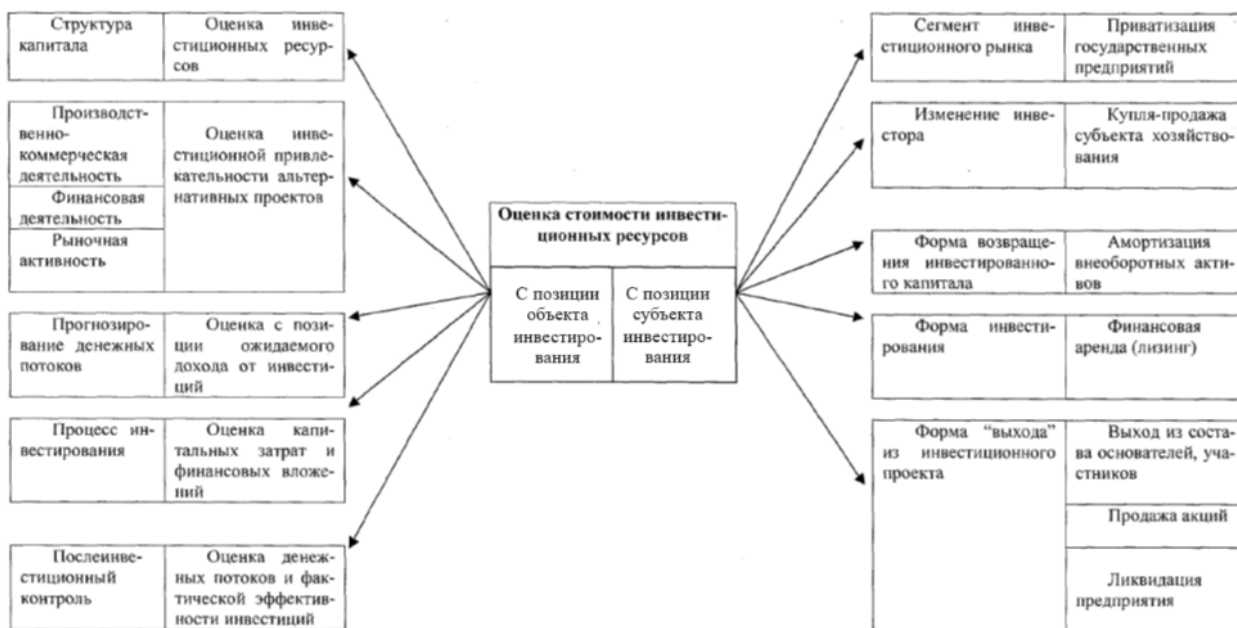 Структура
капитала
Оценка инве-
стиционных ресур-
сов
Производст-
венно-
коммерческая
деятельность
Финансовая
деятельность
Рыночная
активность
Оценка инве-
стиционной привле-
кательности альтер-
нативных проектов
Прогнозиро-
вание денежных
потоков
Оценка с пози-
ции ожидаемого
дохода от инвести-
ций
Процесс ин-
вестирования
Оценка капи-
тальных затрат и
финансовых вложе-
ний
Послеинве-
стиционный
контроль
Оценка денеж-
ных потоков и фак-
тической эффектив-
ности инвестиций
Оценка стоимости инвести-
ционных ресурсов
С позиции
объекта
инвестиро-
вания
С позиции
субъекта
инвестиро-
вания
Сегмент инве-
стиционного рынка
Приватизация
государственных
предприятий
Изменение инве-
стора
Купля-продажа
субъекта хозяйство-
вания
Форма возвраще-
ния инвестированно-
го капитала
Амортизация
внеоборотных акти-
вов
Форма инвести-
рования
Финансовая
аренда (лизинг)
Форма “выхода”
из инвестиционного
проекта
Выход из соста-
ва основателей, уча-
стников
Продажа акций
Ликвидация
предприятия